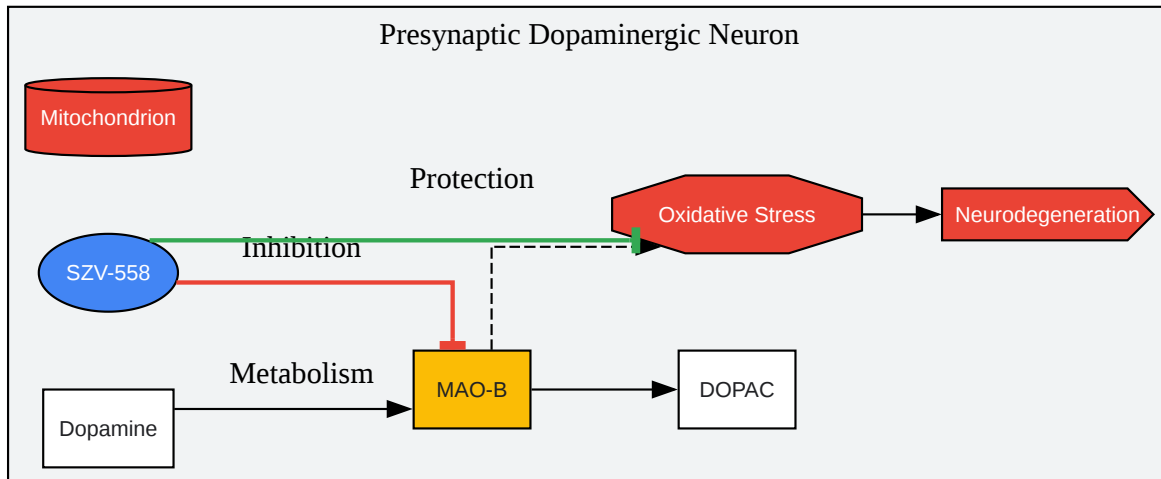 Presynaptic Dopaminergic Neuron
Mitochondrion
Protection
Oxidative Stress
Neurodegeneration
Inhibition
SZV-558
Metabolism
MAO-B
DOPAC
Dopamine